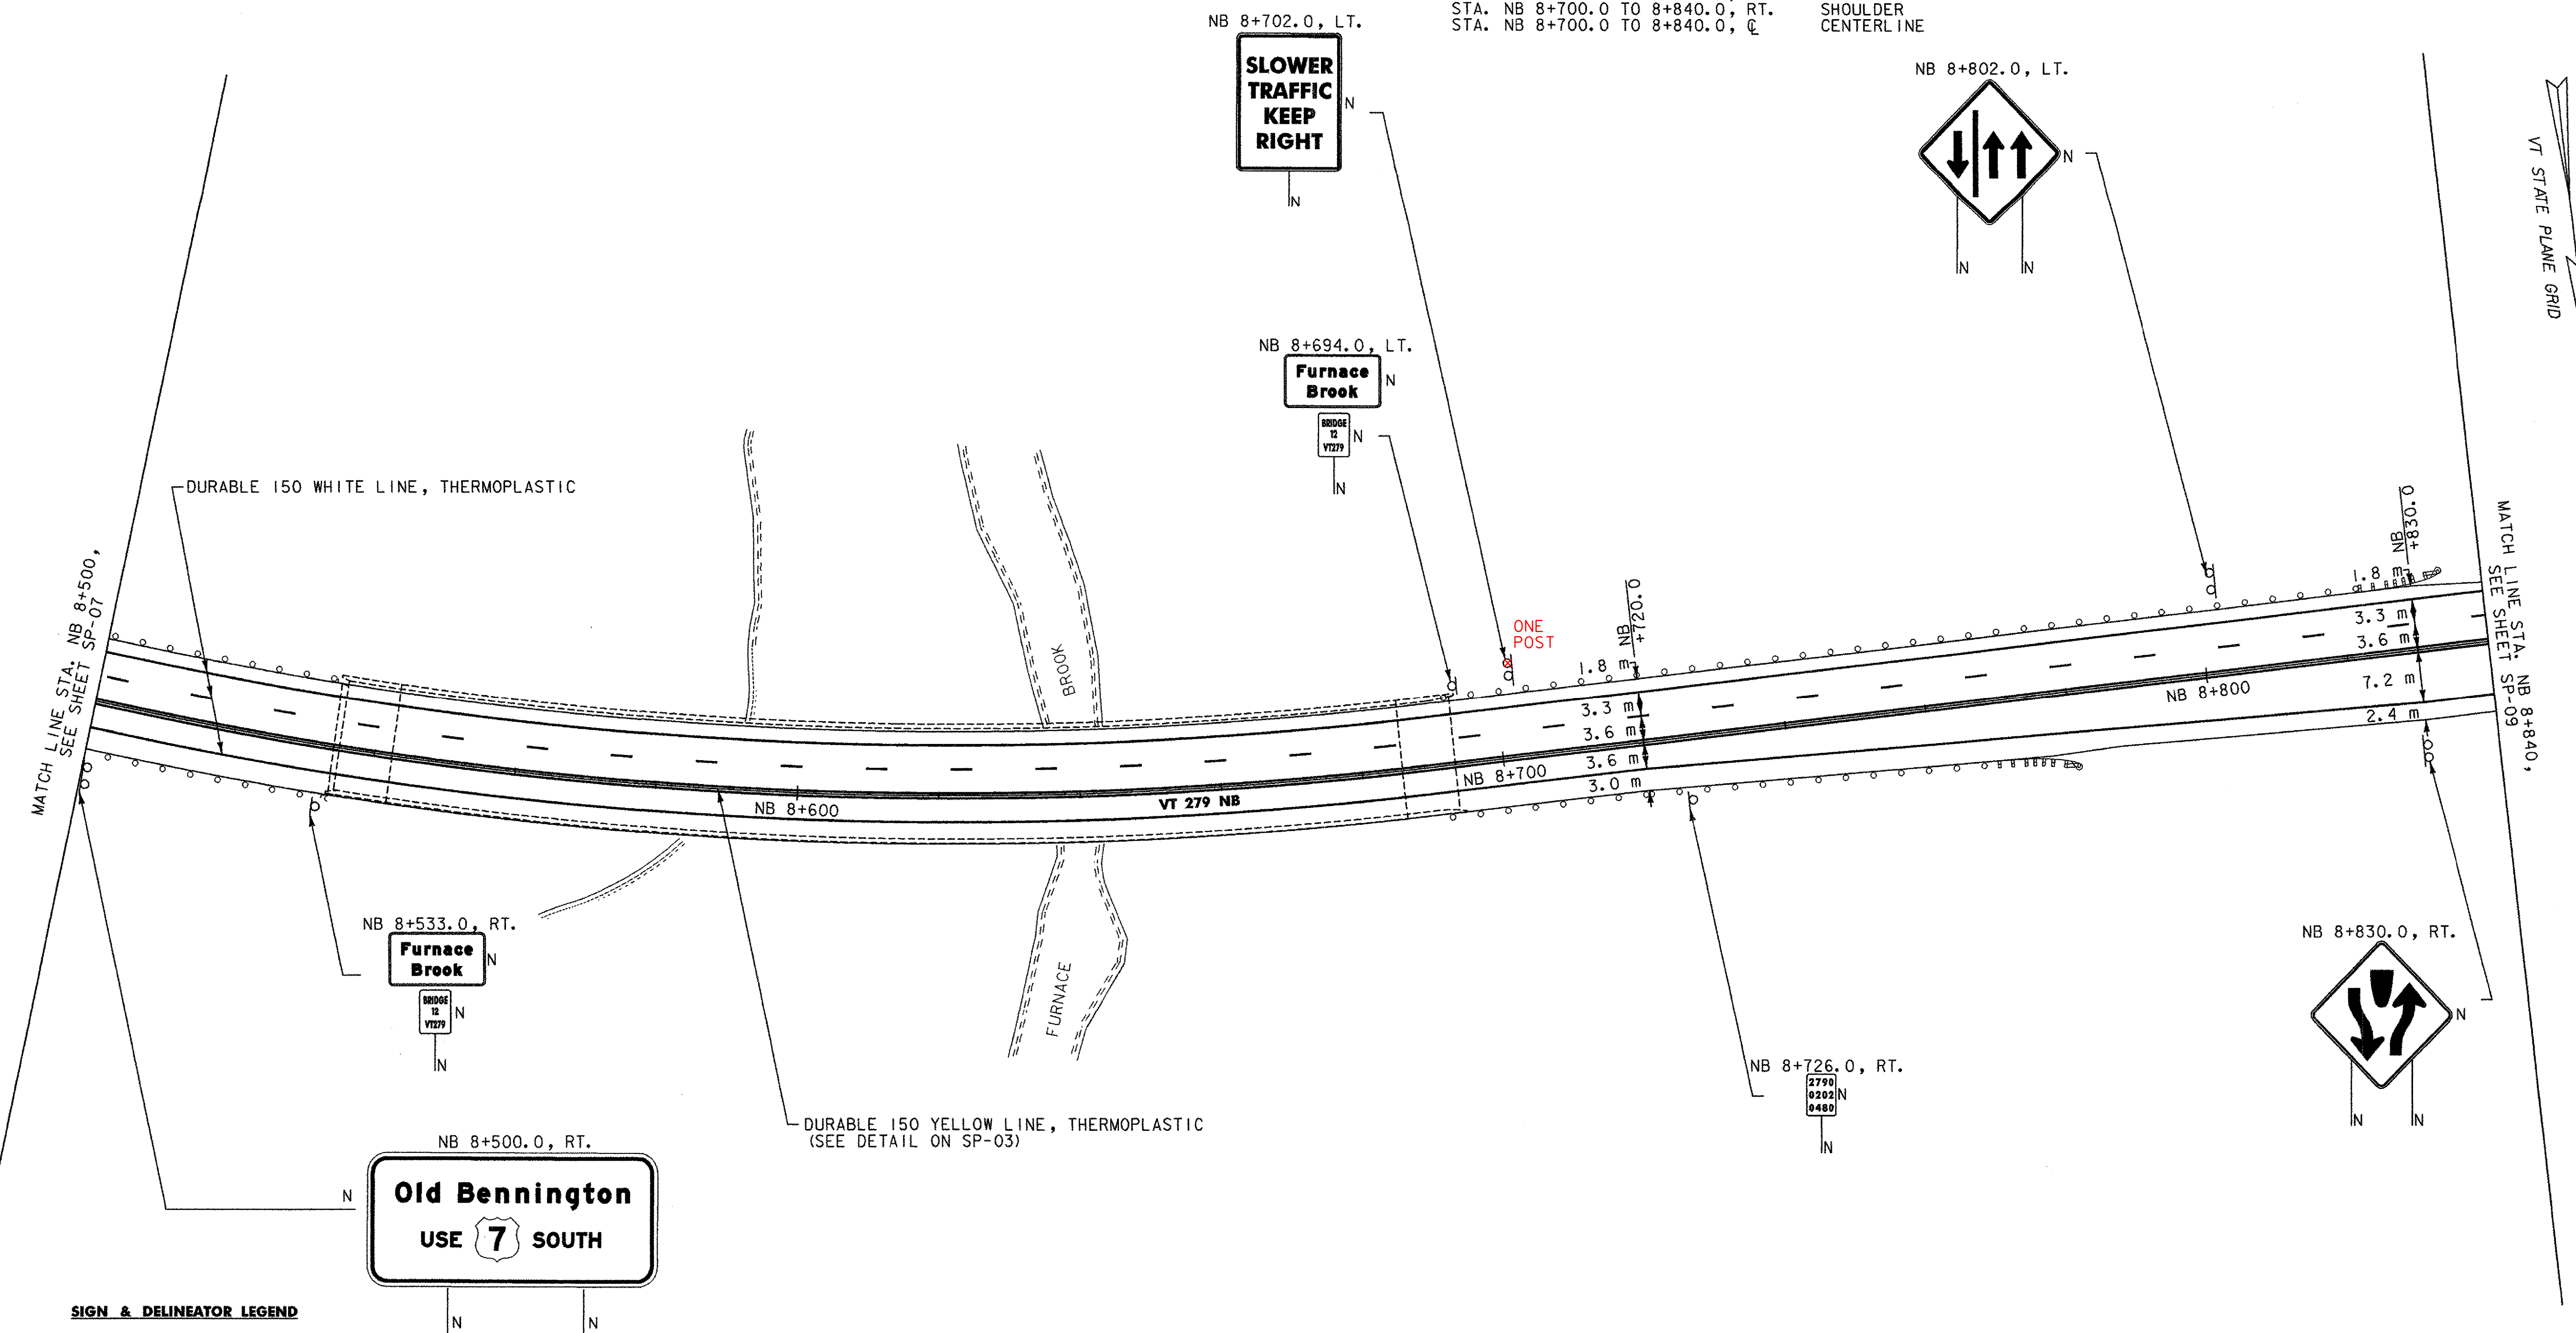 STA. NB 8+700.0 TO 8+840.0, RT. SHOULDER
STA. NB 8+700.0 TO 8+840.0, ℄ CENTERLINE
NB 8+702.0, LT.
SLOWER
TRAFFIC
KEEP
RIGHT
N
N
NB 8+802.0, LT.
N
N
N
VT STATE PLANE GRID
NB 8+694.0, LT.
Furnace
Brook
N
BRIDGE
12
VT279
N
N
DURABLE 150 WHITE LINE, THERMOPLASTIC
MATCH LINE STA. NB 8+500,
SEE SHEET SP-07
BROOK
ONE
POST
NB
+720.0
1.8 m
3.3 m
3.6 m
3.6 m
3.0 m
NB
+830.0
1.8 m
3.3 m
3.6 m
7.2 m
2.4 m
MATCH LINE STA. NB 8+840,
SEE SHEET SP-09
NB 8+600
VT 279 NB
NB 8+700
NB 8+800
NB 8+533.0, RT.
Furnace
Brook
N
BRIDGE
12
VT279
N
N
FURNACE
NB 8+830.0, RT.
N
N
N
NB 8+726.0, RT.
2790
0202
0480
N
N
DURABLE 150 YELLOW LINE, THERMOPLASTIC
(SEE DETAIL ON SP-03)
NB 8+500.0, RT.
N
Old Bennington
USE 7 SOUTH
N
N
SIGN & DELINEATOR LEGEND